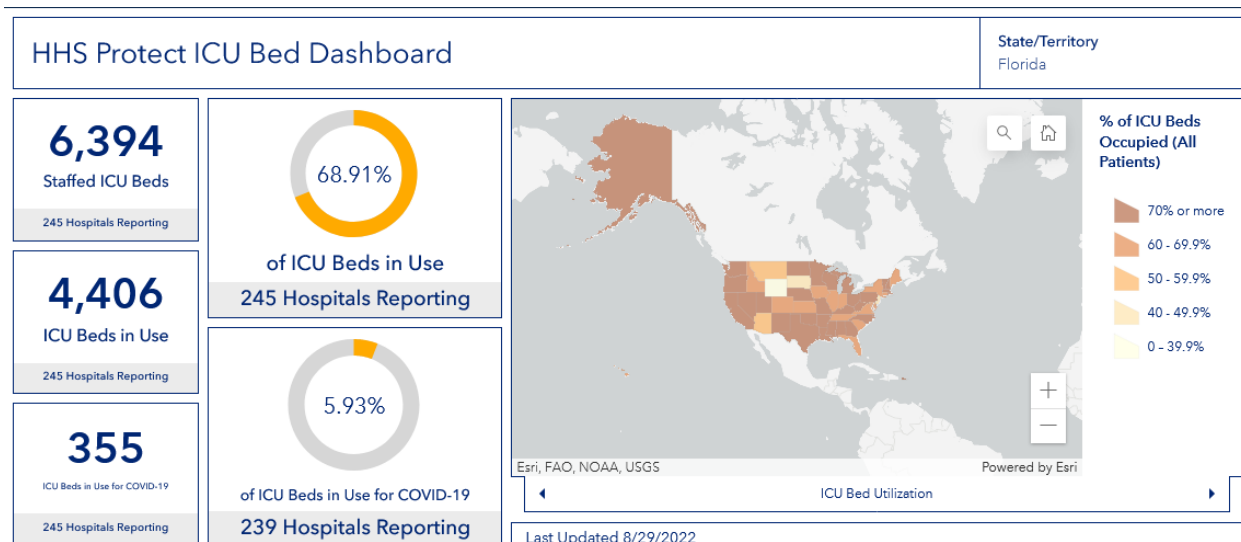 HHS Protect ICU Bed Dashboard
State/Territory
Florida
6,394
Staffed ICU Beds
245 Hospitals Reporting
4,406
ICU Beds in Use
245 Hospitals Reporting
355
ICU Beds in Use for COVID-19
245 Hospitals Reporting
68.91%
of ICU Beds in Use
245 Hospitals Reporting
5.93%
of ICU Beds in Use for COVID-19
239 Hospitals Reporting
Esri, FAO, NOAA, USGS
Powered by Esri
ICU Bed Utilization
Last Updated 8/29/2022
% of ICU Beds
Occupied (All
Patients)
70% or more
60 - 69.9%
50 - 59.9%
40 - 49.9%
0 - 39.9%